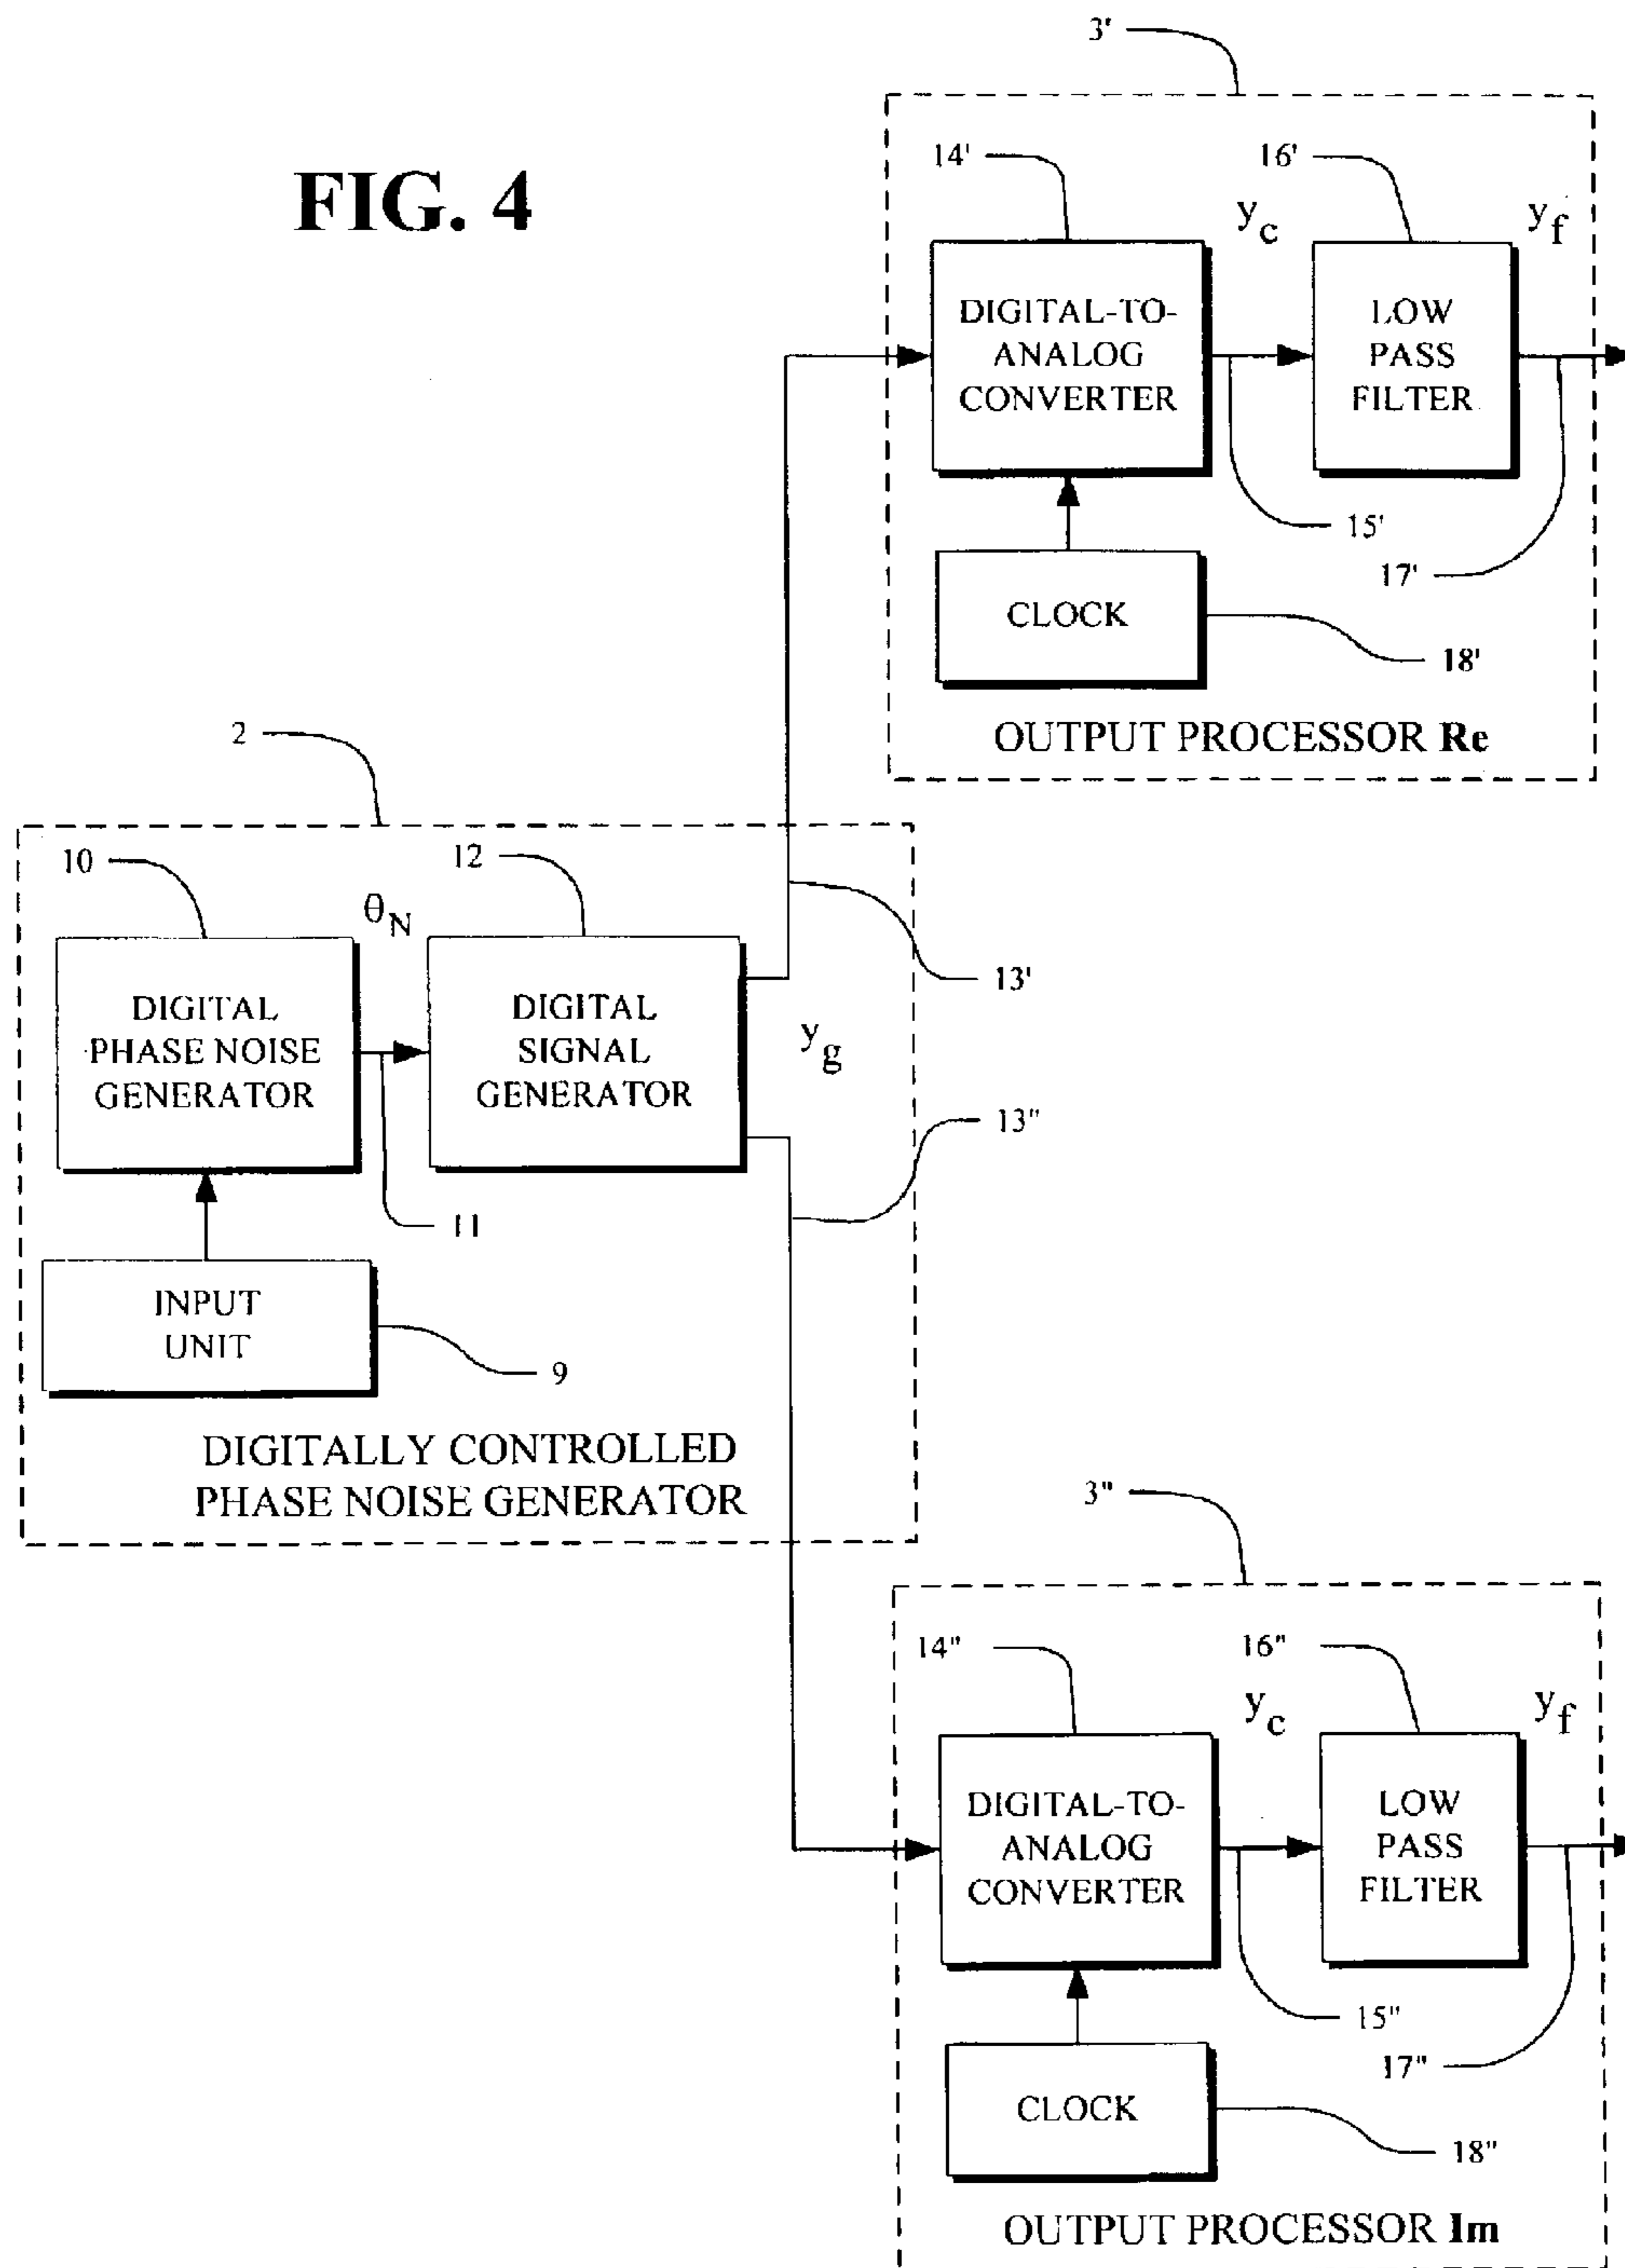 FIG. 4
3'
14'
16'
y_c
y_f
DIGITAL-TO-
ANALOG
CONVERTER
LOW
PASS
FILTER
15'
17'
CLOCK
18'
OUTPUT PROCESSOR Re
2
10
θ_N
12
DIGITAL
PHASE NOISE
GENERATOR
DIGITAL
SIGNAL
GENERATOR
13'
y_g
13"
11
INPUT
UNIT
9
DIGITALLY CONTROLLED
PHASE NOISE GENERATOR
3"
14"
16"
y_c
y_f
DIGITAL-TO-
ANALOG
CONVERTER
LOW
PASS
FILTER
15"
17"
CLOCK
18"
OUTPUT PROCESSOR Im